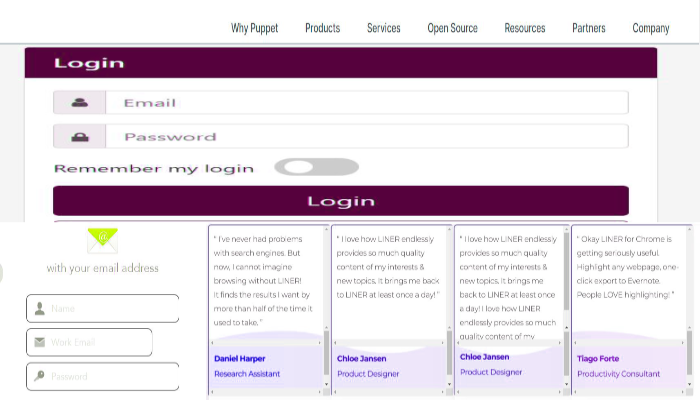 Why Puppet Products Services Open Source Resources Partners Company
Login
Email
Password
Remember my login
Login
with your email address
Name
Work Email
Password
" I've never had problems
with search engines. But
now, I cannot imagine
browsing without LINER!
It finds the results I want by
more than half of the time it
used to take. "
Daniel Harper
Research Assistant
" I love how LINER endlessly
provides so much quality
content of my interests &
new topics. It brings me back
to LINER at least once a day! "
Chloe Jansen
Product Designer
" I love how LINER endlessly
provides so much quality
content of my interests &
new topics. It brings me
back to LINER at least once
a day! I love how LINER
endlessly provides so much
quality content of my
Chloe Jansen
Product Designer
" Okay LINER for Chrome is
getting seriously useful.
Highlight any webpage, one-
click export to Evernote.
People LOVE highlighting! "
Tiago Forte
Productivity Consultant